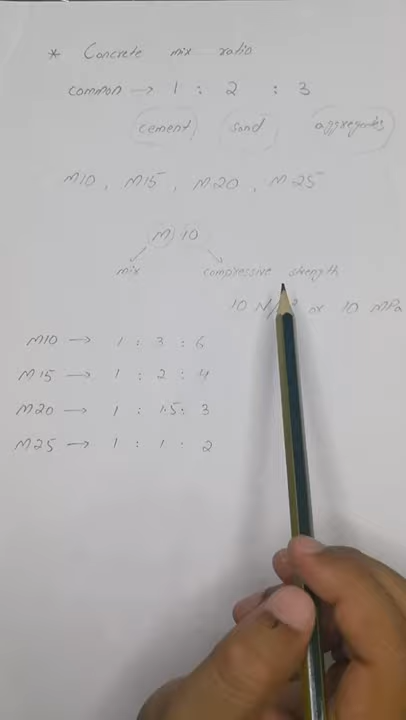 * Concrete mix ratio
common → 1 : 2 : 3
cement sand aggregates
M10, M15, M20, M25
M 10
mix compressive strength
10 N/ or 10 MPa
M10 → 1 : 3 : 6
M15 → 1 : 2 : 4
M20 → 1 : 1.5 : 3
M25 → 1 : 1 : 2